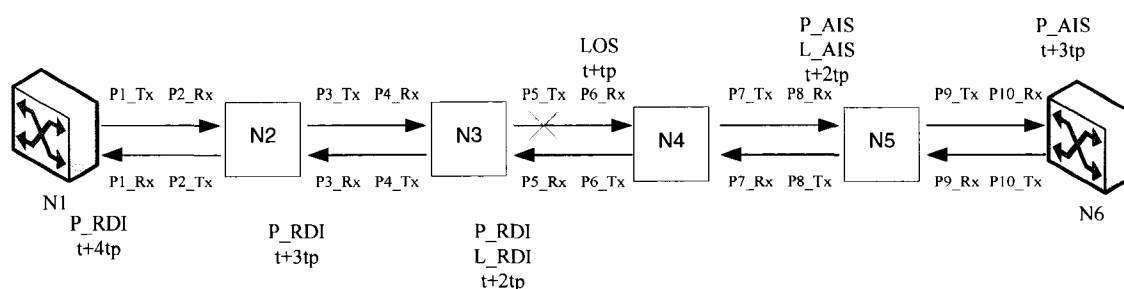 P_AIS
L_AIS
t+2tp
P_AIS
t+3tp
LOS
t+tp
P1_Tx P2_Rx
P3_Tx P4_Rx
P5_Tx P6_Rx
P7_Tx P8_Rx
P9_Tx P10_Rx
N2
N3
N4
N5
P1_Rx P2_Tx
P3_Rx P4_Tx
P5_Rx P6_Tx
P7_Rx P8_Tx
P9_Rx P10_Tx
N1
N6
P_RDI
t+4tp
P_RDI
t+3tp
P_RDI
L_RDI
t+2tp